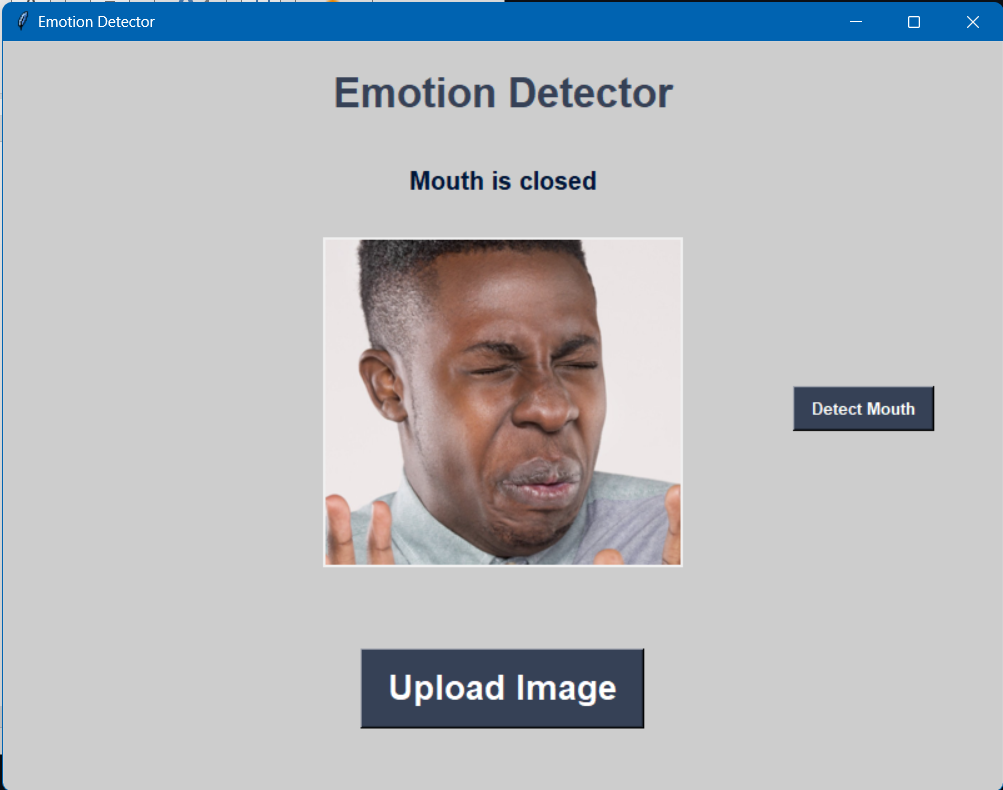 Emotion Detector
Emotion Detector
Mouth is closed
Detect Mouth
Upload Image